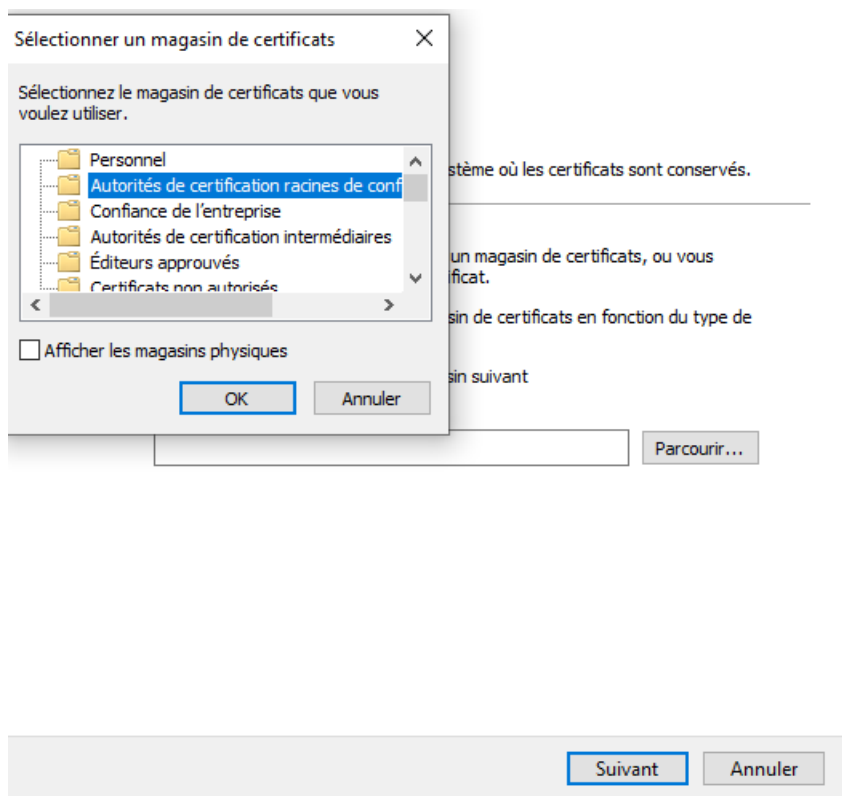 Sélectionner un magasin de certificats
Sélectionnez le magasin de certificats que vous
voulez utiliser.
Personnel
Autorités de certification racines de conf
Confiance de l'entreprise
Autorités de certification intermédiaires
Éditeurs approuvés
Certificats non autorisés
Afficher les magasins physiques
OK Annuler
stème où les certificats sont conservés.
un magasin de certificats, ou vous
ificat.
sin de certificats en fonction du type de
sin suivant
Parcourir...
Suivant Annuler